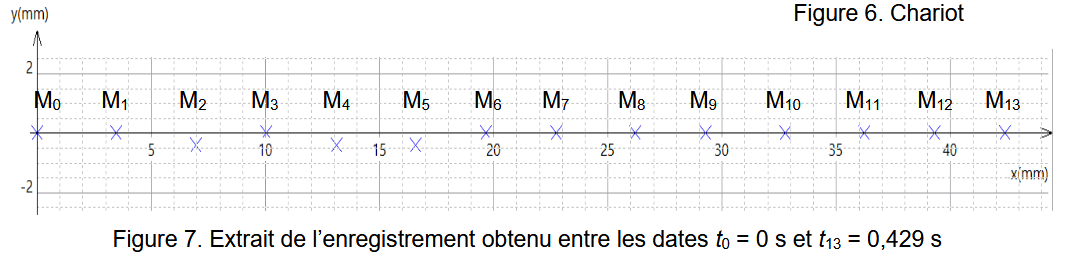 y(mm)
Figure 6. Chariot
2
M₀ M₁ M₂ M₃ M₄ M₅ M₆ M₇ M₈ M₉ M₁₀ M₁₁ M₁₂ M₁₃
5 10 15 20 25 30 35 40
x(mm)
-2
Figure 7. Extrait de l’enregistrement obtenu entre les dates t₀ = 0 s et t₁₃ = 0,429 s